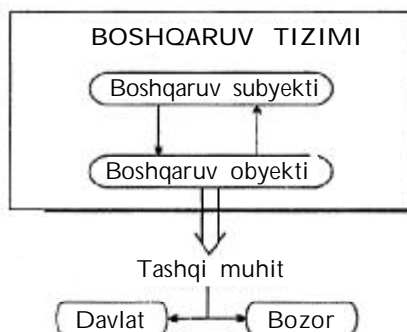 BOSHQARUV TIZIMI
Boshqaruv subyekti
Boshqaruv obyekti
Tashqi muhit
Davlat Bozor